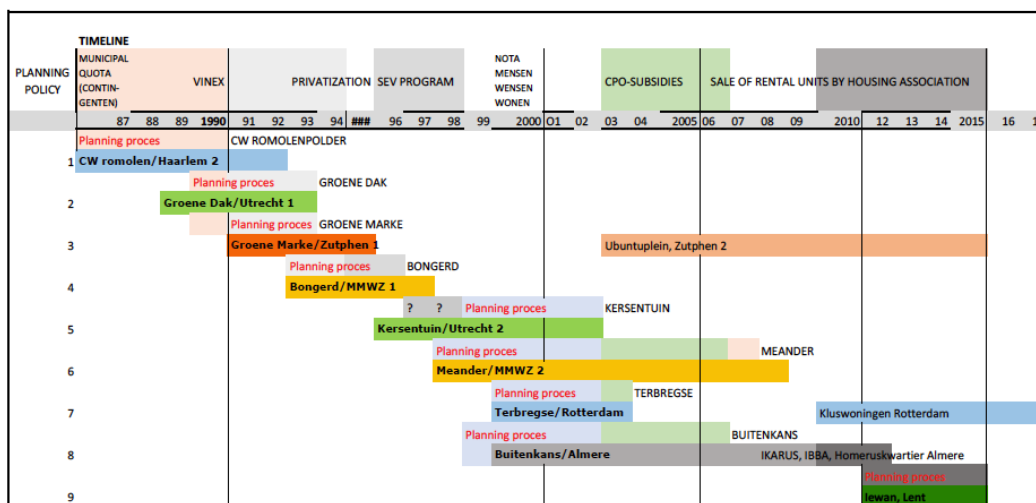 TIMELINE
PLANNING POLICY
MUNICIPAL QUOTA (CONTIN-GENTEN)
VINEX
PRIVATIZATION
SEV PROGRAM
NOTA MENSEN WENSEN WONEN
CPO-SUBSIDIES
SALE OF RENTAL UNITS BY HOUSING ASSOCIATION
87 88 89 1990 91 92 93 94 ### 96 97 98 99 2000 O1 02 03 04 2005 06 07 08 09 2010 12 13 14 2015 16 1
Planning proces CW ROMOLENPOLDER
1 CW romolen/Haarlem 2
Planning proces GROENE DAK
2 Groene Dak/Utrecht 1
Planning proces GROENE MARKE
3 Groene Marke/Zutphen 1 Ubuntuplein, Zutphen 2
Planning proces BONGERD
4 Bongerd/MMWZ 1
? ? Planning proces KERSENTUIN
5 Kersentuin/Utrecht 2
Planning proces MEANDER
6 Meander/MMWZ 2
Planning proces TERBREGSE
7 Terbregse/Rotterdam Kluswoningen Rotterdam
Planning proces BUITENKANS
8 Buitenkans/Almere IKARUS, IBBA, Homeruskwartier Almere
Planning proces
9 Iewan, Lent